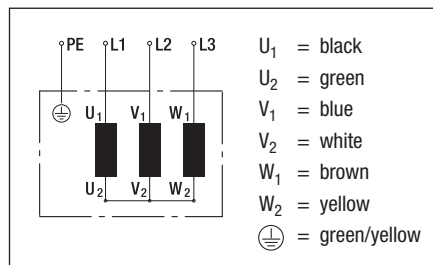 PE L1 L2 L3
U1 V1 W1
U2 V2 W2
U1 = black
U2 = green
V1 = blue
V2 = white
W1 = brown
W2 = yellow
⏚ = green/yellow